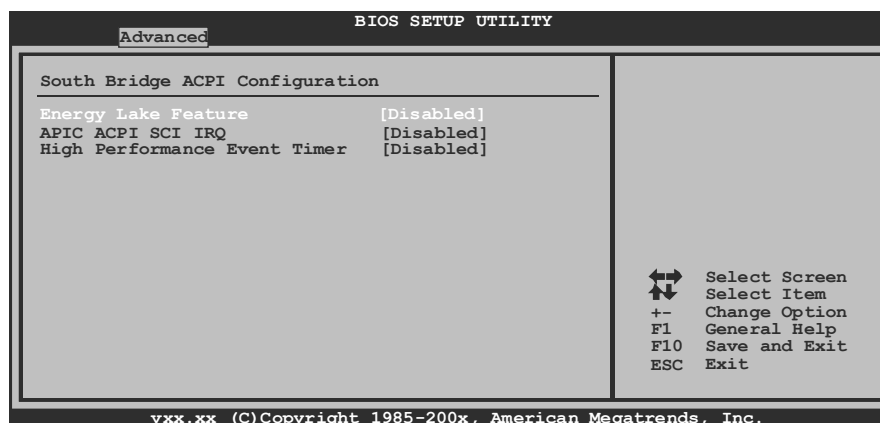 BIOS SETUP UTILITY
Advanced
South Bridge ACPI Configuration
Energy Lake Feature [Disabled]
APIC ACPI SCI IRQ [Disabled]
High Performance Event Timer [Disabled]
Select Screen
Select Item
+- Change Option
F1 General Help
F10 Save and Exit
ESC Exit
vxx.xx (C)Copyright 1985-200x, American Megatrends, Inc.